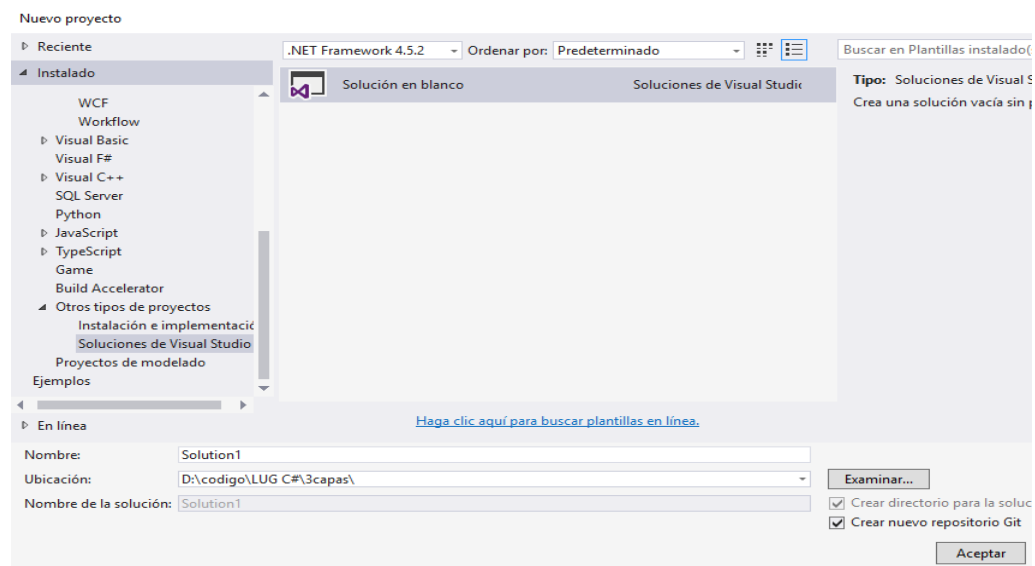 Nuevo proyecto
Reciente
.NET Framework 4.5.2 Ordenar por: Predeterminado
Buscar en Plantillas instalado(
Instalado
Solución en blanco Soluciones de Visual Studic
Tipo: Soluciones de Visual S
Crea una solución vacía sin p
WCF
Workflow
Visual Basic
Visual F#
Visual C++
SQL Server
Python
JavaScript
TypeScript
Game
Build Accelerator
Otros tipos de proyectos
Instalación e implementació
Soluciones de Visual Studio
Proyectos de modelado
Ejemplos
En línea
Haga clic aquí para buscar plantillas en línea.
Nombre: Solution1
Ubicación: D:\codigo\LUG C#\3capas\ Examinar...
Nombre de la solución: Solution1
Crear directorio para la soluc
Crear nuevo repositorio Git
Aceptar